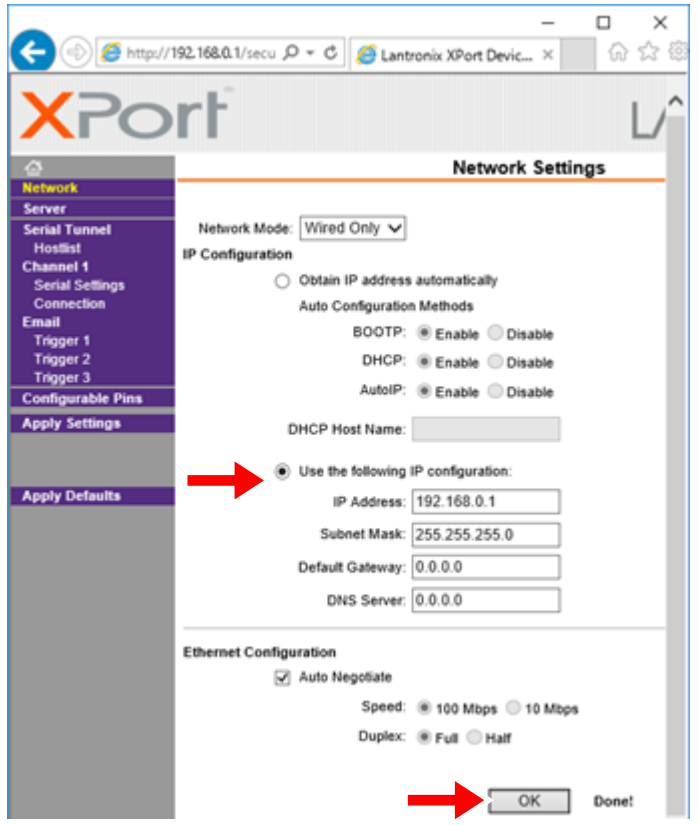 http://192.168.0.1/secu
Lantronix XPort Devic...
XPort
LA
Network Settings
Network
Server
Serial Tunnel
Hostlist
Channel 1
Serial Settings
Connection
Email
Trigger 1
Trigger 2
Trigger 3
Configurable Pins
Apply Settings
Apply Defaults
Network Mode: Wired Only
IP Configuration
Obtain IP address automatically
Auto Configuration Methods
BOOTP: Enable Disable
DHCP: Enable Disable
AutoIP: Enable Disable
DHCP Host Name:
Use the following IP configuration:
IP Address: 192.168.0.1
Subnet Mask: 255.255.255.0
Default Gateway: 0.0.0.0
DNS Server: 0.0.0.0
Ethernet Configuration
Auto Negotiate
Speed: 100 Mbps 10 Mbps
Duplex: Full Half
OK Done!